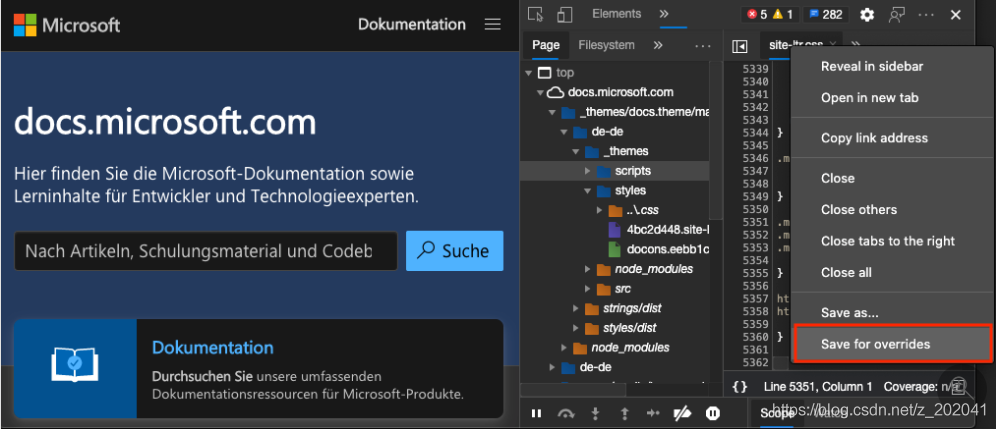 Microsoft
Dokumentation
docs.microsoft.com
Hier finden Sie die Microsoft-Dokumentation sowie
Lerninhalte für Entwickler und Technologieexperten.
Nach Artikeln, Schulungsmaterial und Codeb
Suche
Dokumentation
Durchsuchen Sie unsere umfassenden
Dokumentationsressourcen für Microsoft-Produkte.
Elements
»
5
1
282
Page
Filesystem
»
top
docs.microsoft.com
_themes/docs.theme/ma
de-de
_themes
scripts
styles
..\.css
4bc2d448.site-l
docons.eebb1c
node_modules
src
strings/dist
styles/dist
node_modules
de-de
site-ltr.css
5339
5340
5341
5342
5343
5344 }
5345
5346 .m
5347
5348
5349 }
5350
5351 .m
5352 .m
5353 .m
5354
5355 }
5356
5357 ht
5358 ht
5359
5360 }
5361
5362
Reveal in sidebar
Open in new tab
Copy link address
Close
Close others
Close tabs to the right
Close all
Save as...
Save for overrides
{} Line 5351, Column 1 Coverage: n/a
Scope
Watch
https://blog.csdn.net/z_202041